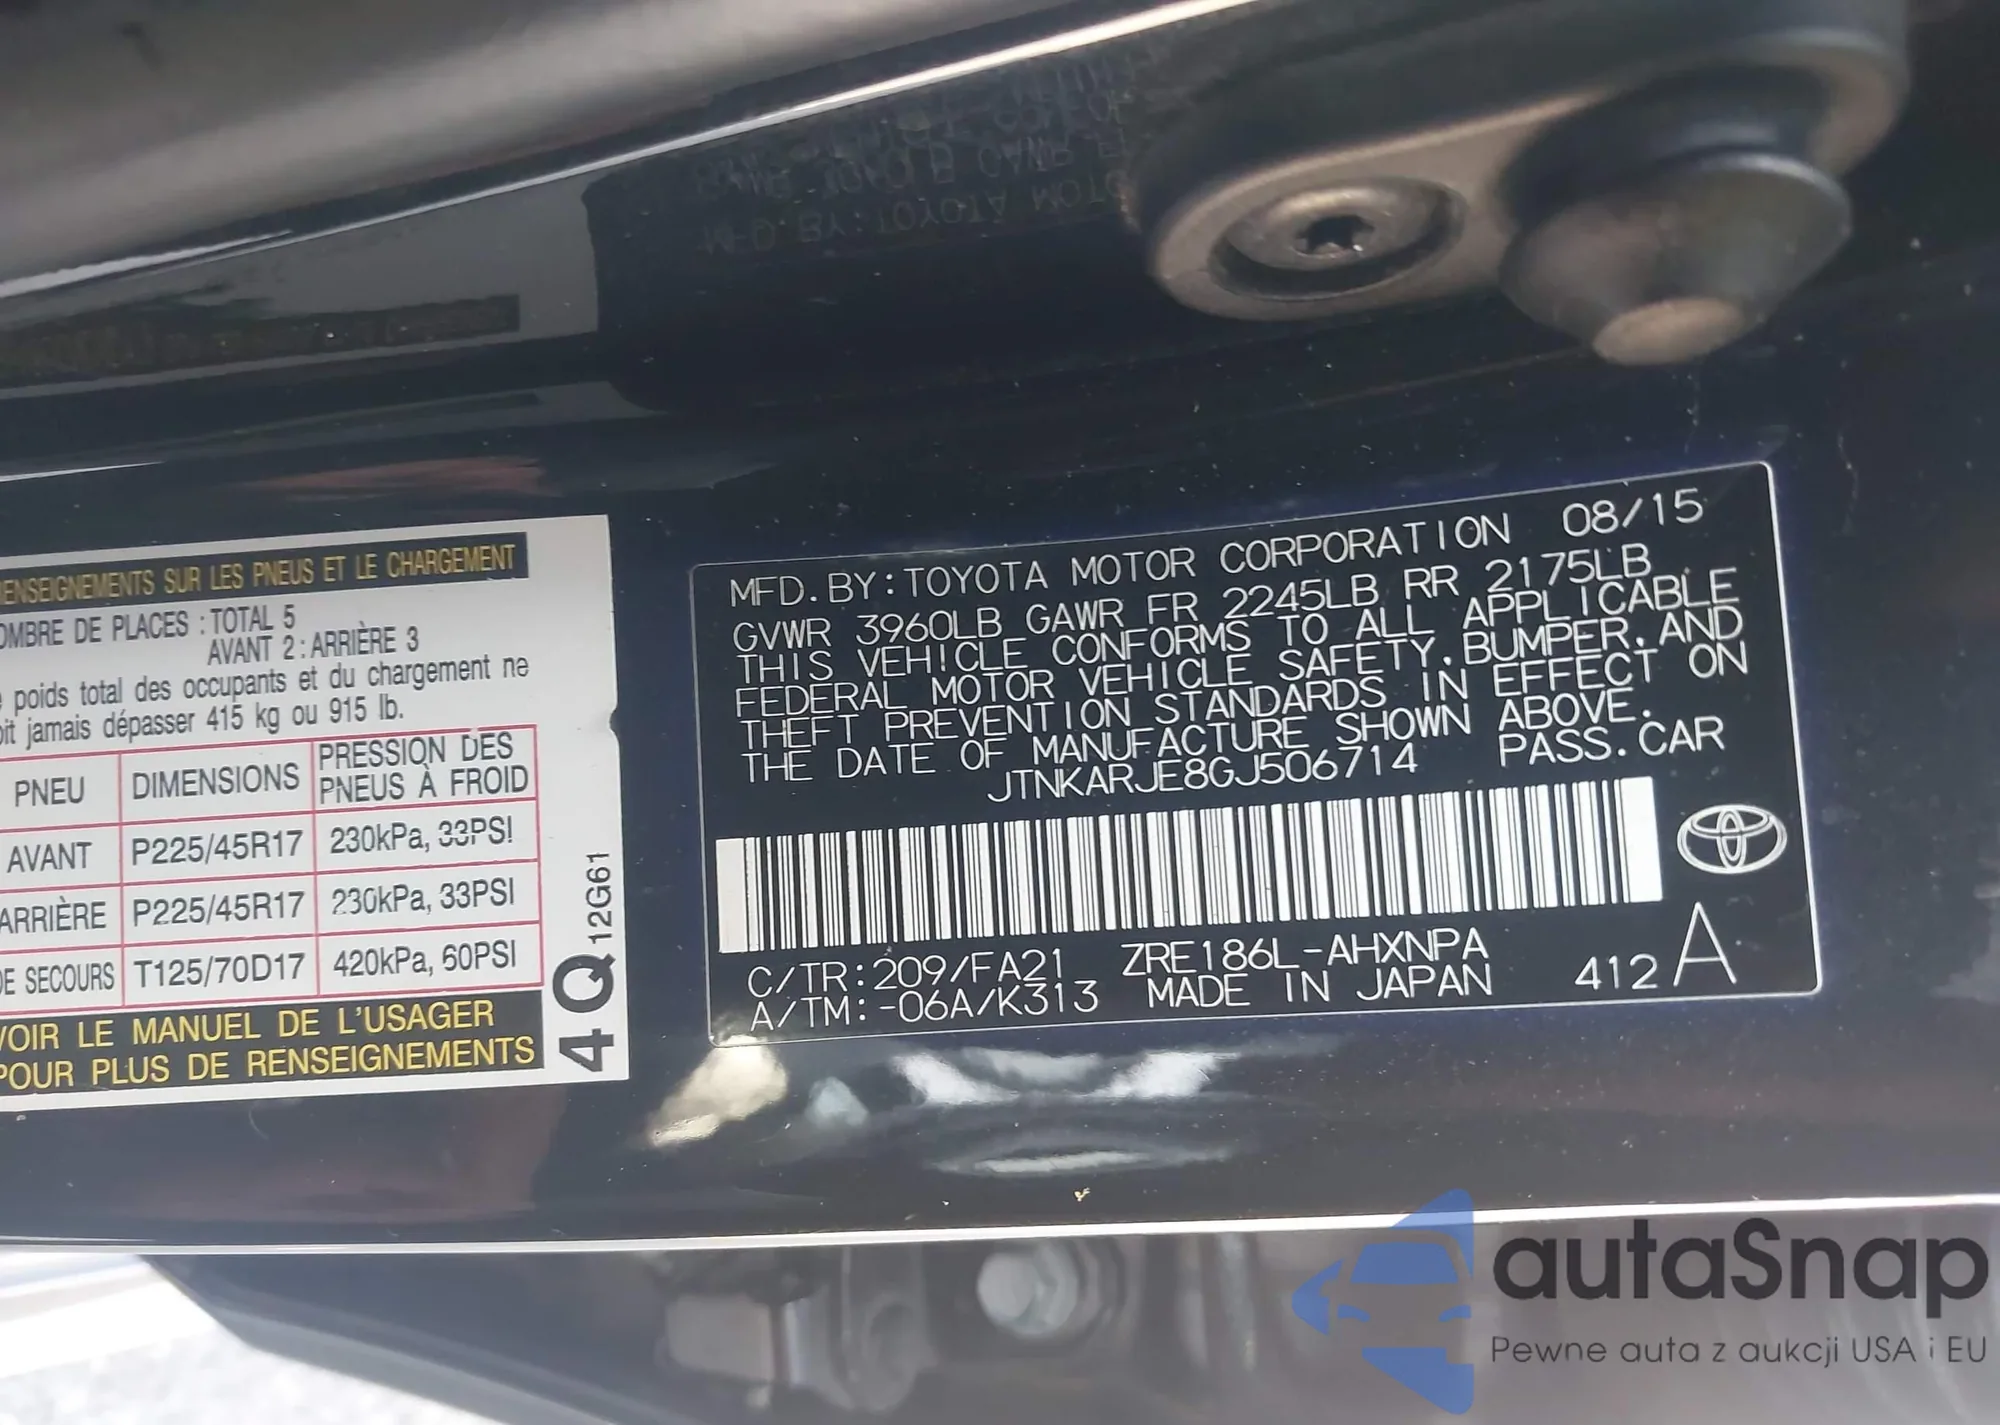 RENSEIGNEMENTS SUR LES PNEUS ET LE CHARGEMENT
OMBRE DE PLACES : TOTAL 5
AVANT 2 : ARRIÈRE 3
poids total des occupants et du chargement ne
oit jamais dépasser 415 kg ou 915 lb.
PNEU DIMENSIONS PRESSION DES PNEUS À FROID
AVANT P225/45R17 230kPa, 33PSI
ARRIÈRE P225/45R17 230kPa, 33PSI
DE SECOURS T125/70D17 420kPa, 60PSI
VOIR LE MANUEL DE L'USAGER
POUR PLUS DE RENSEIGNEMENTS
4Q 12G61
MFD. BY: TOYOTA MOTOR CORPORATION 08/15
GVWR 3960LB GAWR FR 2245LB RR 2175LB
THIS VEHICLE CONFORMS TO ALL APPLICABLE
FEDERAL MOTOR VEHICLE SAFETY, BUMPER, AND
THEFT PREVENTION STANDARDS IN EFFECT ON
THE DATE OF MANUFACTURE SHOWN ABOVE.
JTNKARJE8GJ506714 PASS. CAR
C/TR: 209/FA21 ZRE186L-AHXNPA
A/TM: -06A/K313 MADE IN JAPAN 412 A
autaSnap
Pewne auta z aukcji USA i EU